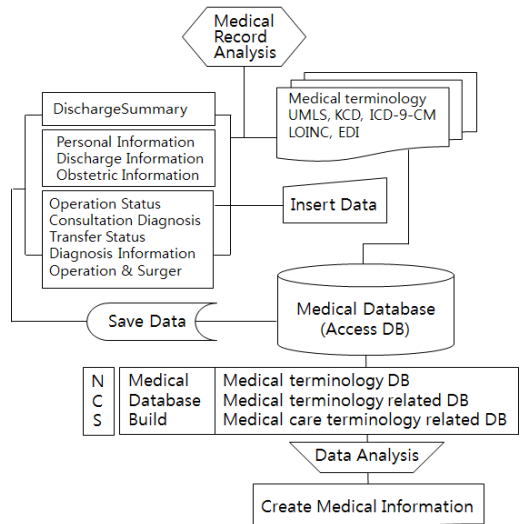 Medical
Record
Analysis
DischargeSummary
Personal Information
Discharge Information
Obstetric Information
Operation Status
Consultation Diagnosis
Transfer Status
Diagnosis Information
Operation & Surger
Medical terminology
UMLS, KCD, ICD-9-CM
LOINC, EDI
Insert Data
Save Data
Medical Database
(Access DB)
N Medical Medical terminology DB
C Database Medical terminology related DB
S Build Medical care terminology related DB
Data Analysis
Create Medical Information